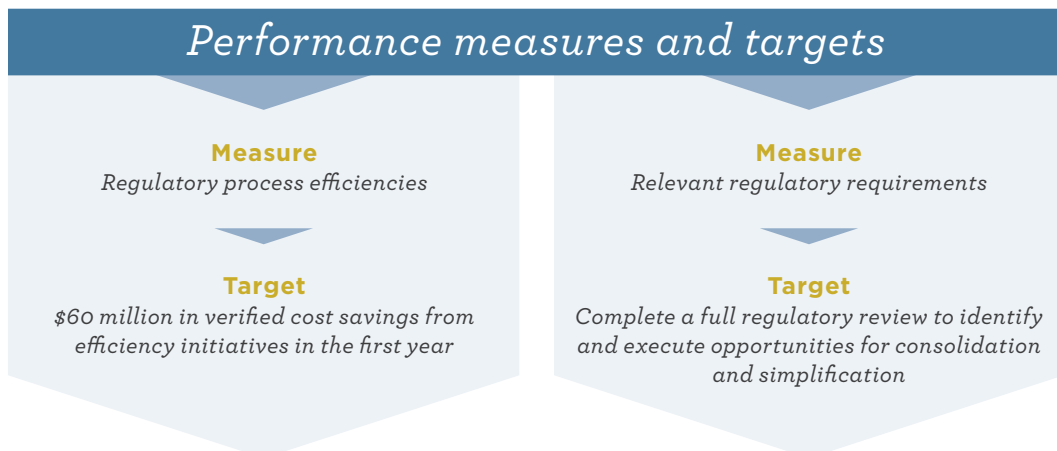 Performance measures and targets
Measure
Regulatory process efficiencies
Target
$60 million in verified cost savings from
efficiency initiatives in the first year
Measure
Relevant regulatory requirements
Target
Complete a full regulatory review to identify
and execute opportunities for consolidation
and simplification